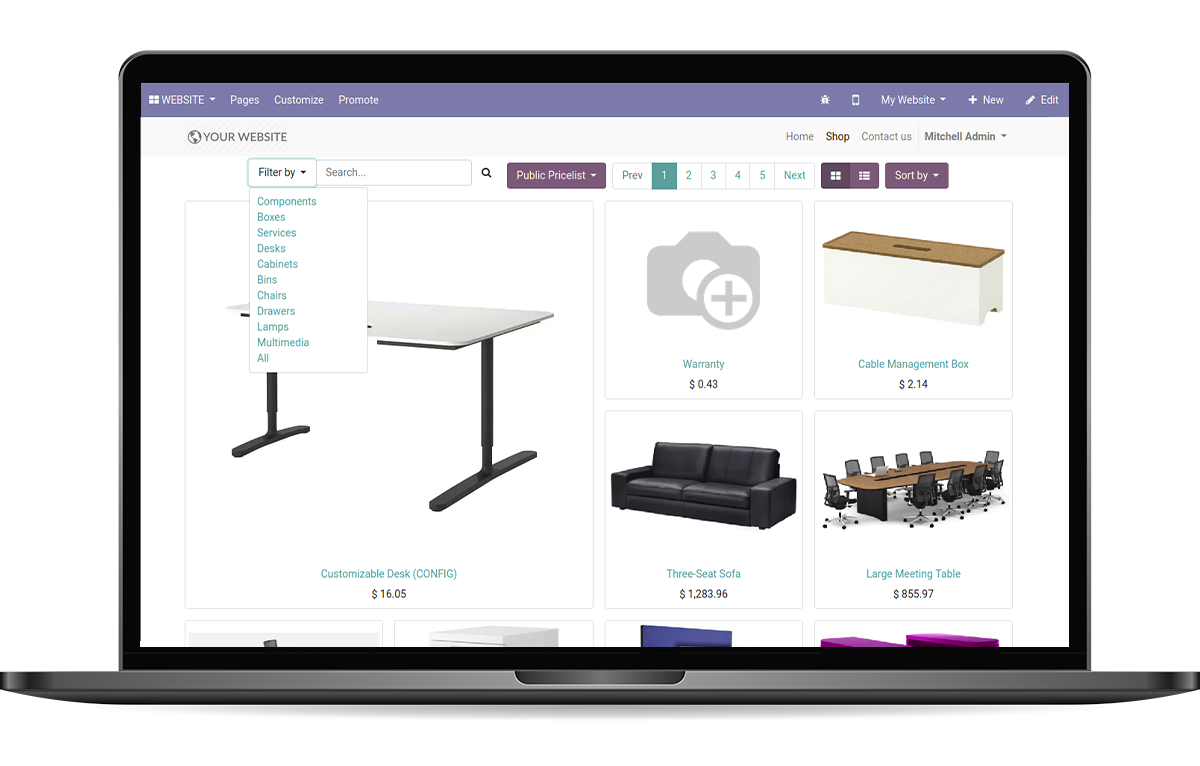 WEBSITE Pages Customize Promote My Website New Edit
YOUR WEBSITE Home Shop Contact us Mitchell Admin
Filter by Search... Public Pricelist Prev 1 2 3 4 5 Next Sort by
Components
Boxes
Services
Desks
Cabinets
Bins
Chairs
Drawers
Lamps
Multimedia
All
Warranty
$ 0.43
Cable Management Box
$ 2.14
Customizable Desk (CONFIG)
$ 16.05
Three-Seat Sofa
$ 1,283.96
Large Meeting Table
$ 855.97